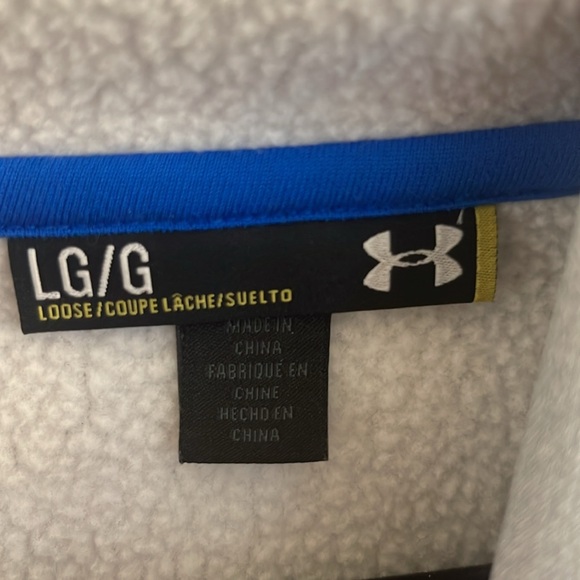 LG/G
LOOSE/COUPE LÂCHE/SUELTO
MADE IN
CHINA
FABRIQUÉ EN
CHINE
HECHO EN
CHINA